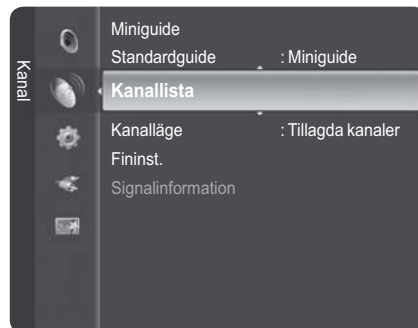 Kanal
Miniguide
Standardguide : Miniguide
Kanallista
Kanalläge : Tillagda kanaler
Fininst.
Signalinformation